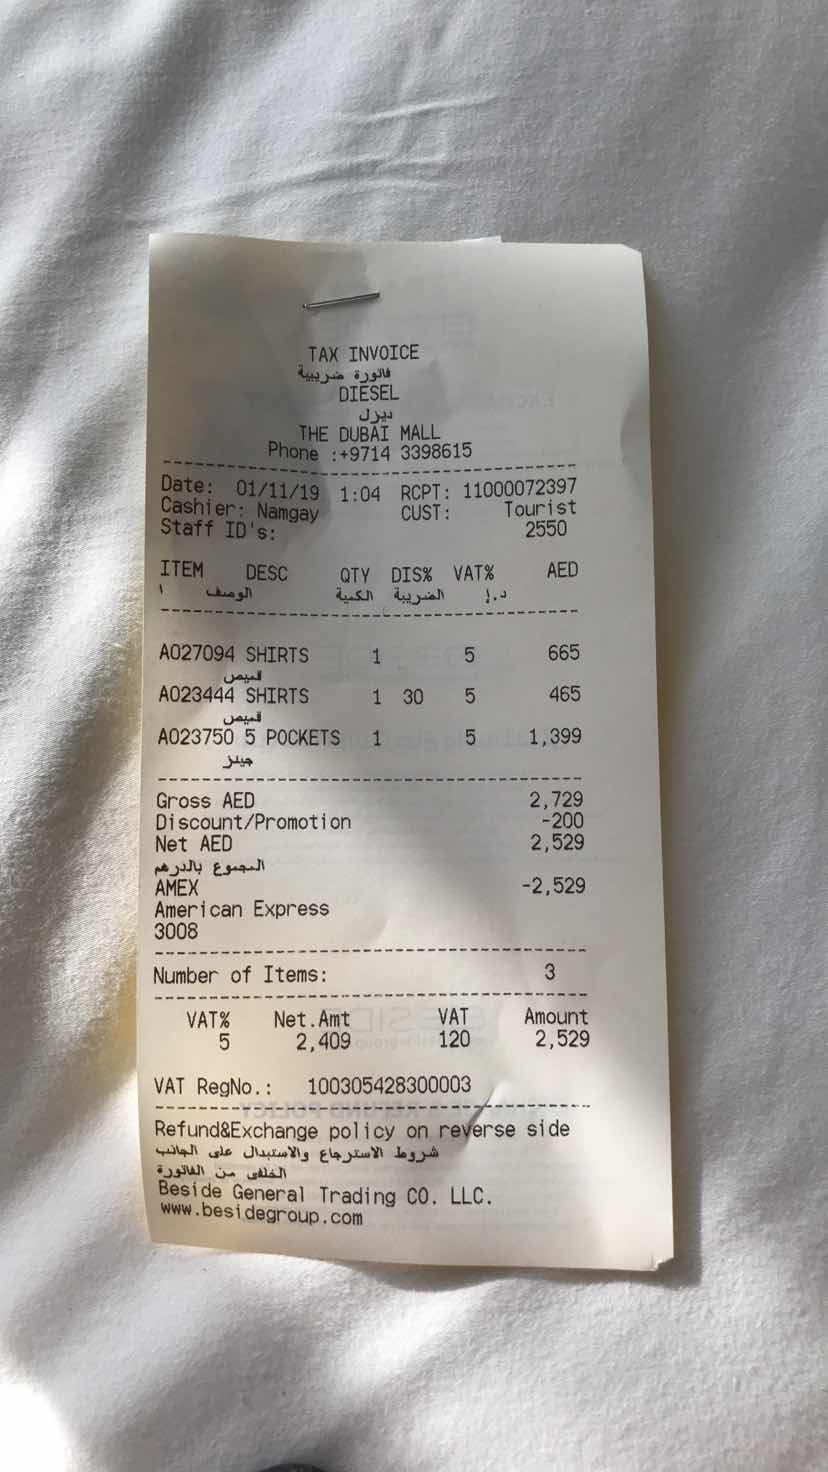 TAX INVOICE
فاتورة ضريبية
DIESEL
ديزل
THE DUBAI MALL
Phone :+9714 3398615
Date: 01/11/19 1:04 RCPT: 11000072397
Cashier: Namgay CUST: Tourist
Staff ID's: 2550
ITEM DESC QTY DIS% VAT% AED
ا الوصف الكمية الضريبة د.إ
A027094 SHIRTS 1 5 665
قميص
A023444 SHIRTS 1 30 5 465
قميص
A023750 5 POCKETS 1 5 1,399
جينز
Gross AED 2,729
Discount/Promotion -200
Net AED 2,529
المجموع بالدرهم
AMEX -2,529
American Express
3008
Number of Items: 3
VAT% Net.Amt VAT Amount
5 2,409 120 2,529
VAT RegNo.: 100305428300003
Refund&Exchange policy on reverse side
شروط الاسترجاع والاستبدال على الجانب
الخلفى من الفاتورة
Beside General Trading CO. LLC.
www.besidegroup.com